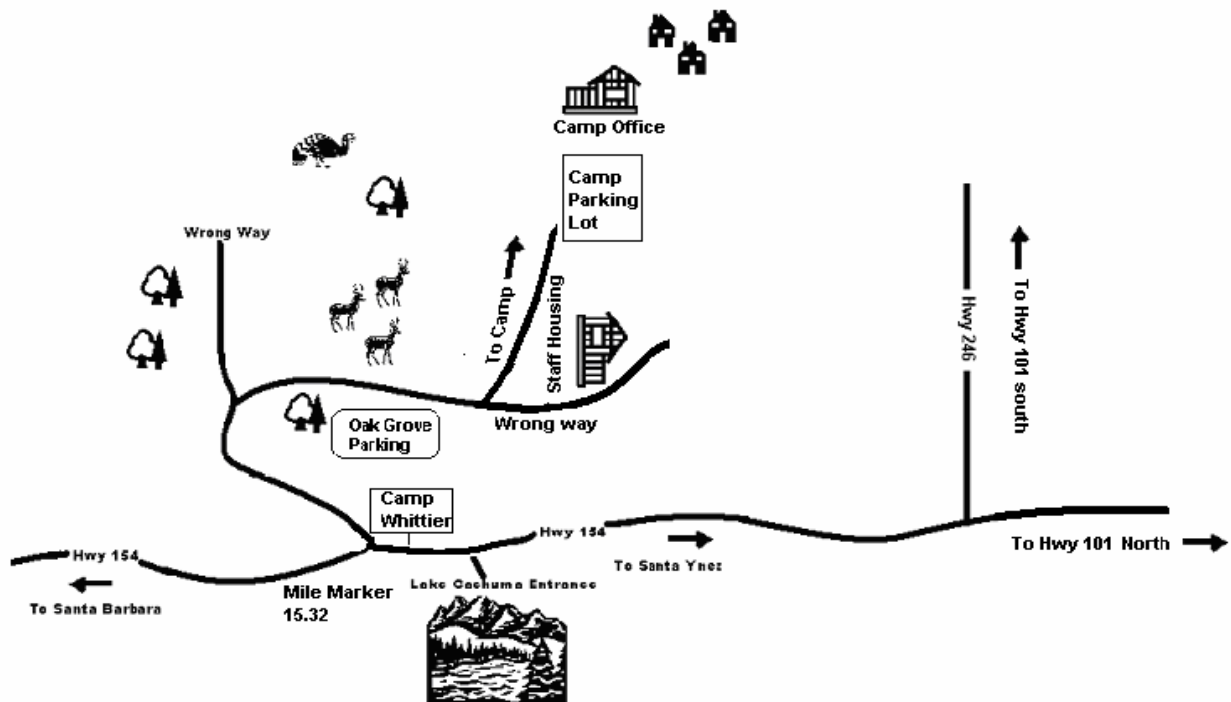 Camp Office
Camp
Parking
Lot
Wrong Way
To Camp
Staff Housing
Hwy 246
To Hwy 101 south
Oak Grove
Parking
Wrong way
Camp
Whittier
Hwy 154
Hwy 154
To Hwy 101 North
To Santa Ynez
Lake Cachuma Entrance
Mile Marker
15.32
To Santa Barbara